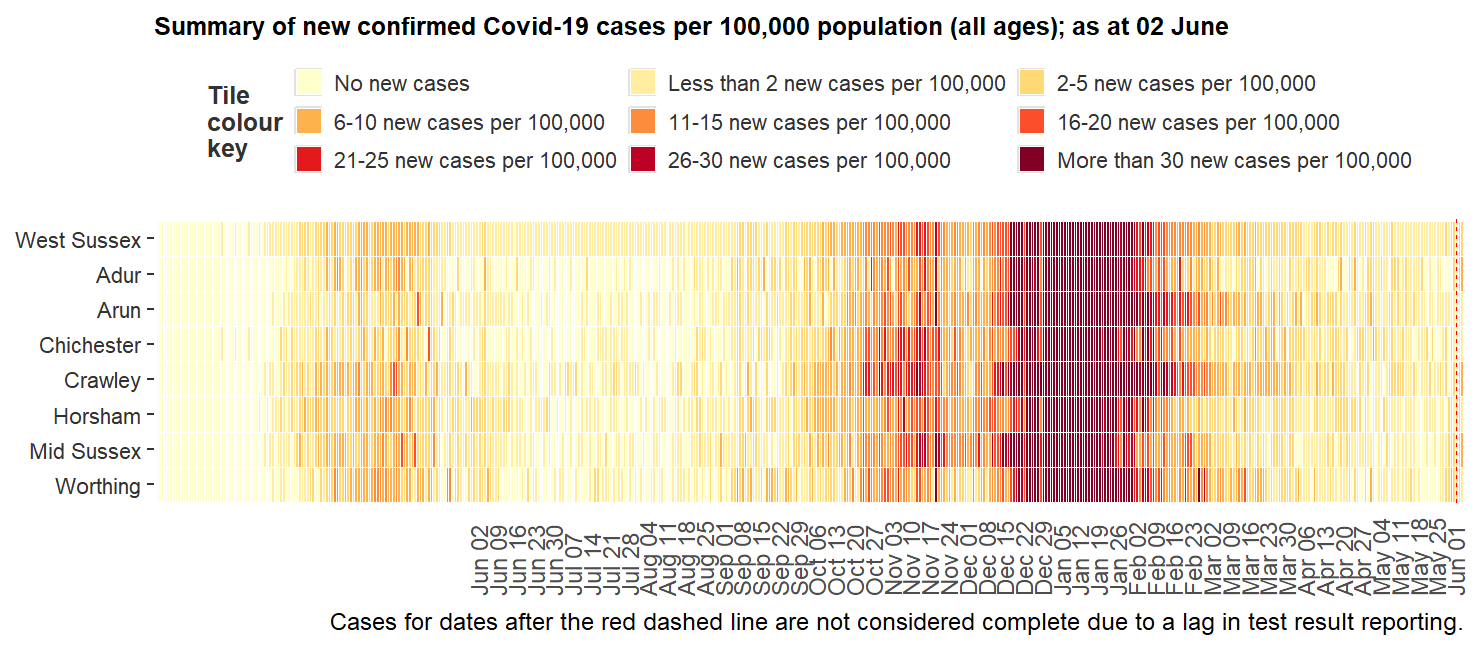 Summary of new confirmed Covid-19 cases per 100,000 population (all ages); as at 02 June
Tile
colour
key
No new cases
Less than 2 new cases per 100,000
2-5 new cases per 100,000
6-10 new cases per 100,000
11-15 new cases per 100,000
16-20 new cases per 100,000
21-25 new cases per 100,000
26-30 new cases per 100,000
More than 30 new cases per 100,000
West Sussex
Adur
Arun
Chichester
Crawley
Horsham
Mid Sussex
Worthing
Jun 02
Jun 09
Jun 16
Jun 23
Jun 30
Jul 07
Jul 14
Jul 21
Jul 28
Aug 04
Aug 11
Aug 18
Aug 25
Sep 01
Sep 08
Sep 15
Sep 22
Sep 29
Oct 06
Oct 13
Oct 20
Oct 27
Nov 03
Nov 10
Nov 17
Nov 24
Dec 01
Dec 08
Dec 15
Dec 22
Dec 29
Jan 05
Jan 12
Jan 19
Jan 26
Feb 02
Feb 09
Feb 16
Feb 23
Mar 02
Mar 09
Mar 16
Mar 23
Mar 30
Apr 06
Apr 13
Apr 20
Apr 27
May 04
May 11
May 18
May 25
Jun 01
Cases for dates after the red dashed line are not considered complete due to a lag in test result reporting.